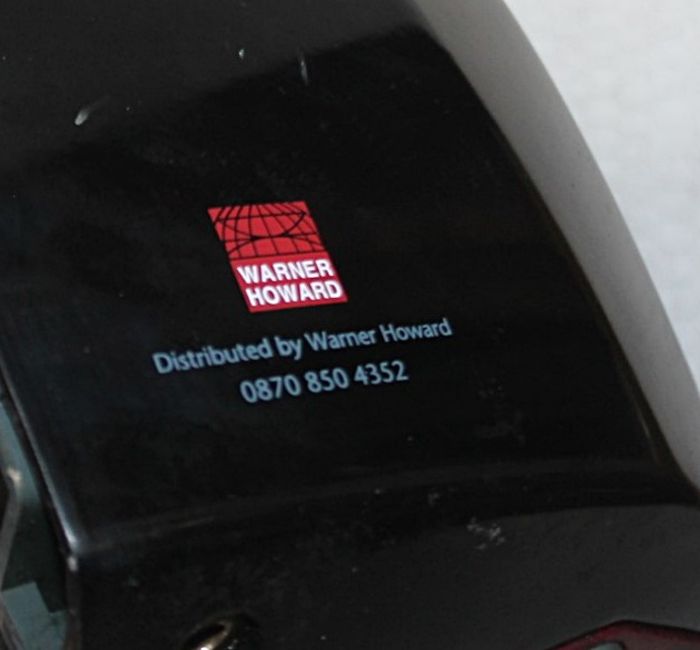 WARNER
HOWARD
Distributed by Warner Howard
0870 850 4352